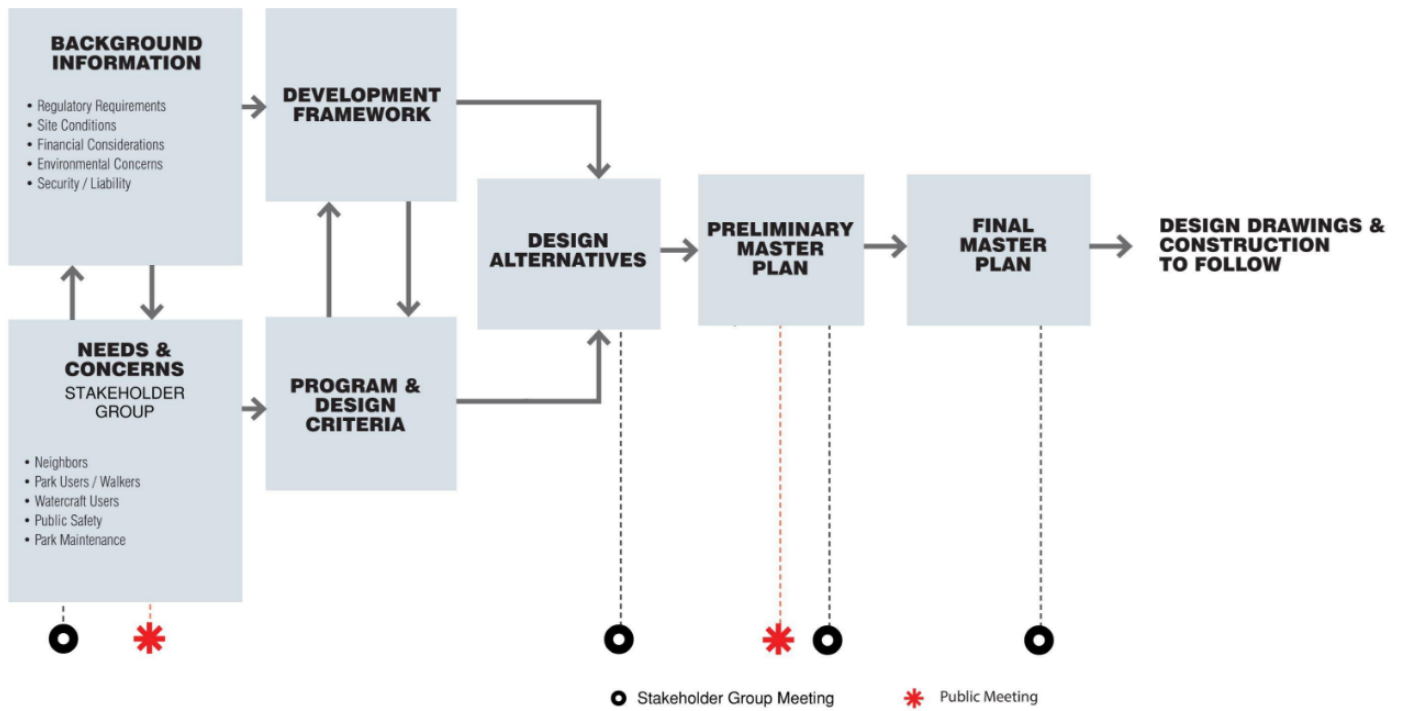 BACKGROUND
INFORMATION
• Regulatory Requirements
• Site Conditions
• Financial Considerations
• Environmental Concerns
• Security / Liability
DEVELOPMENT
FRAMEWORK
NEEDS &
CONCERNS
STAKEHOLDER
GROUP
• Neighbors
• Park Users / Walkers
• Watercraft Users
• Public Safety
• Park Maintenance
PROGRAM &
DESIGN
CRITERIA
DESIGN
ALTERNATIVES
PRELIMINARY
MASTER
PLAN
FINAL
MASTER
PLAN
DESIGN DRAWINGS &
CONSTRUCTION
TO FOLLOW
Stakeholder Group Meeting
Public Meeting